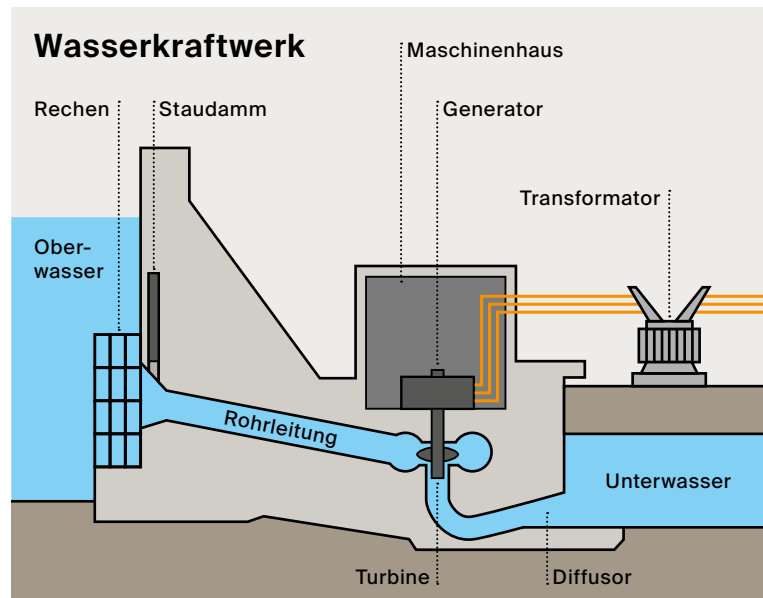 Wasserkraftwerk
Maschinenhaus
Rechen
Staudamm
Generator
Transformator
Ober-
wasser
Rohrleitung
Unterwasser
Turbine
Diffusor